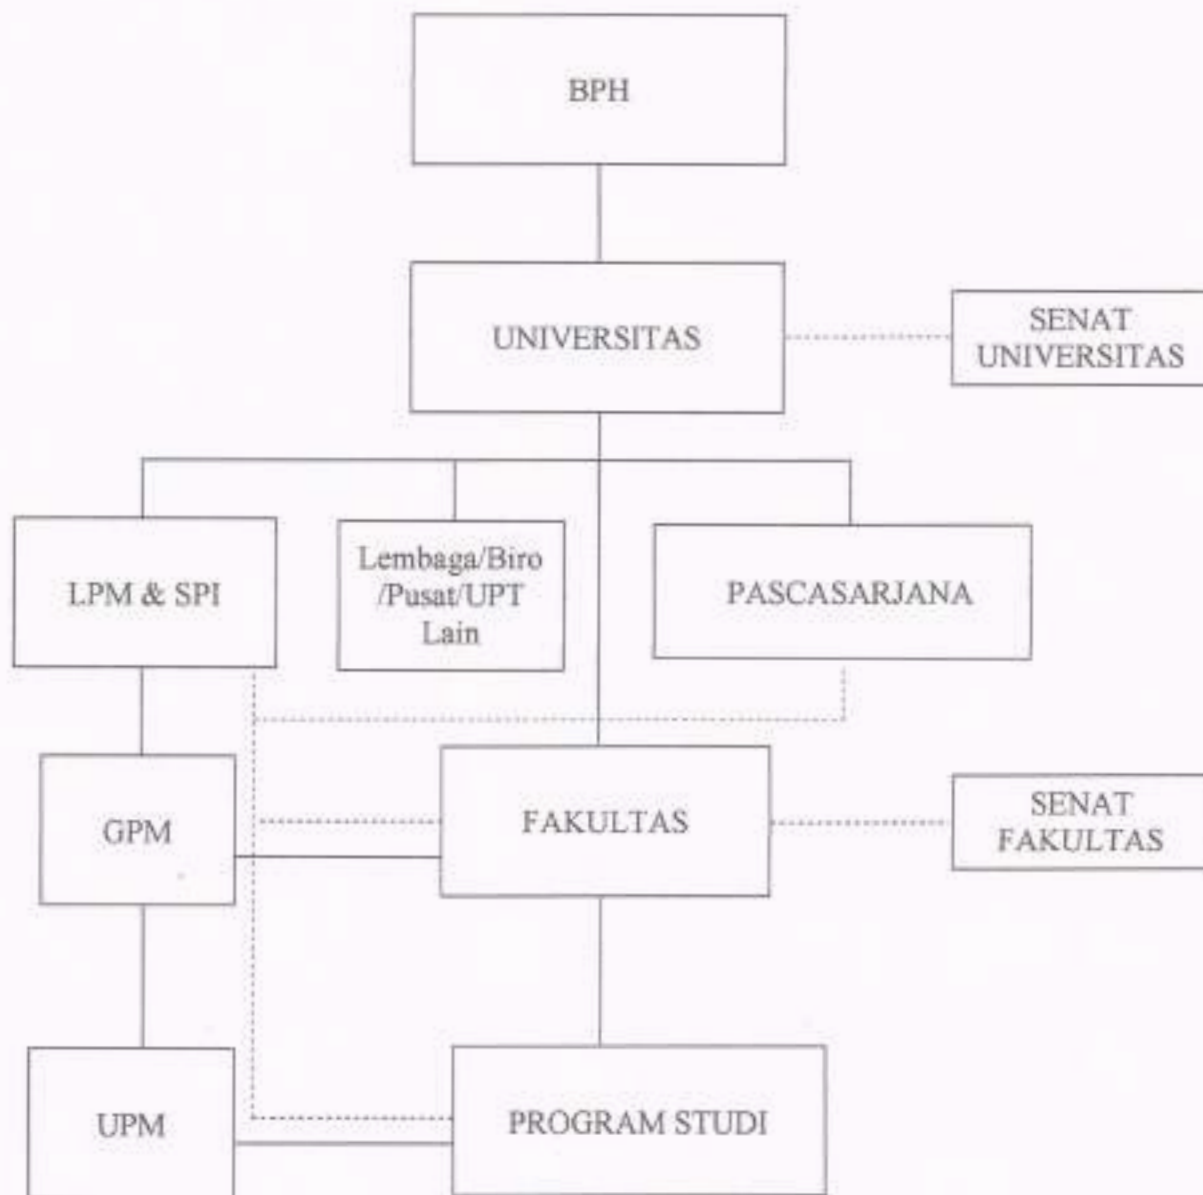 BPH
UNIVERSITAS
SENAT
UNIVERSITAS
LPM & SPI
Lembaga/Biro
/Pusat/UPT
Lain
PASCASARJANA
GPM
FAKULTAS
SENAT
FAKULTAS
UPM
PROGRAM STUDI